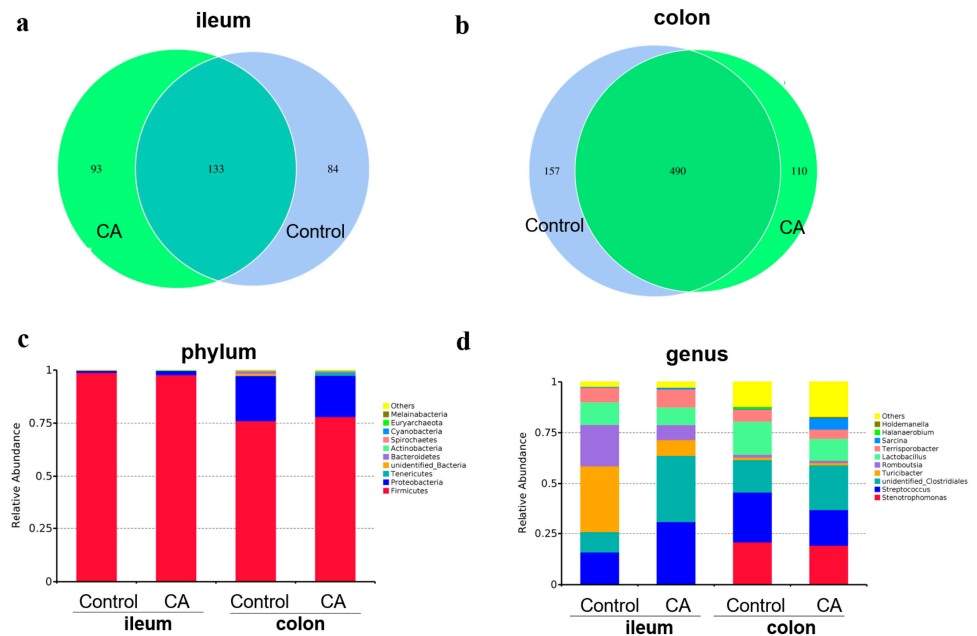 a
ileum
93
133
84
CA
Control
b
colon
157
490
110
Control
CA
c
phylum
Relative Abundance
1
0.75
0.5
0.25
0
Others
Melainabacteria
Euryarchaeota
Cyanobacteria
Spirochaetes
Actinobacteria
Bacteroidetes
unidentified_Bacteria
Tenericutes
Proteobacteria
Firmicutes
Control CA Control CA
ileum colon
d
genus
Relative Abundance
1
0.75
0.5
0.25
0
Others
Holdemanella
Halanaerobium
Sarcina
Terrisporobacter
Lactobacillus
Romboutsia
Turicibacter
unidentified_Clostridiales
Streptococcus
Stenotrophomonas
Control CA Control CA
ileum colon